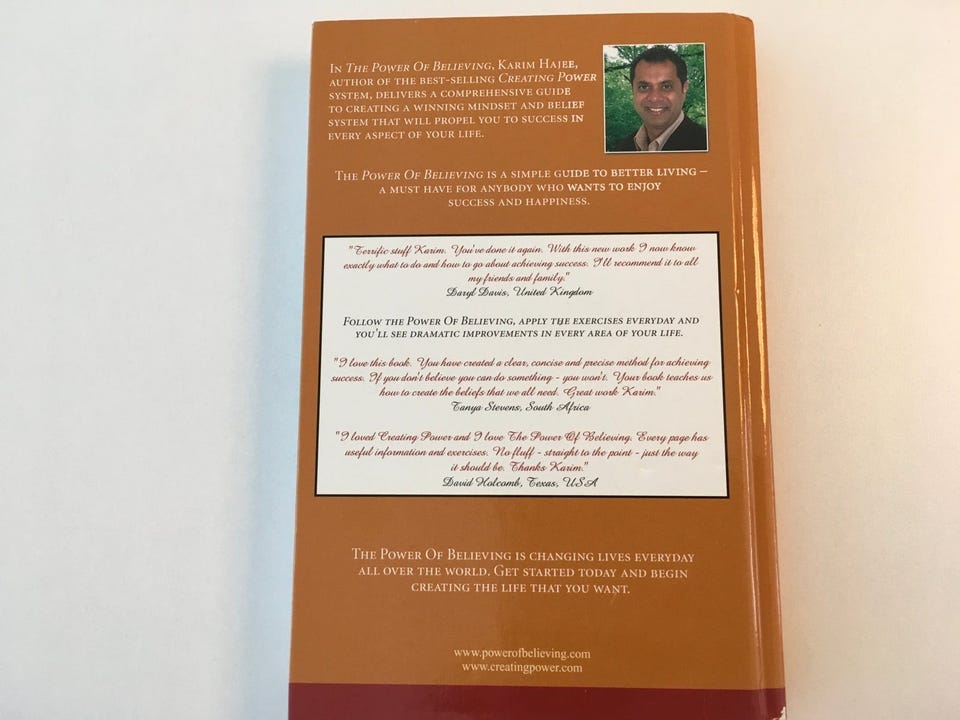 In The Power Of Believing, Karim Hajee,
author of the best-selling Creating Power
system, delivers a comprehensive guide
to creating a winning mindset and belief
system that will propel you to success in
every aspect of your life.
The Power Of Believing is a simple guide to better living –
a must have for anybody who wants to enjoy
success and happiness.
"Terrific stuff Karim. You've done it again. With this new work I now know
exactly what to do and how to go about achieving success. I'll recommend it to all
my friends and family."
Daryl Davis, United Kingdom
Follow the Power Of Believing, apply the exercises everyday and
you'll see dramatic improvements in every area of your life.
"I love this book. You have created a clear, concise and precise method for achieving
success. If you don't believe you can do something - you won't. Your book teaches us
how to create the beliefs that we all need. Great work Karim."
Tanya Stevens, South Africa
"I loved Creating Power and I love The Power Of Believing. Every page has
useful information and exercises. No fluff - straight to the point - just the way
it should be. Thanks Karim."
David Holcomb, Texas, USA
The Power Of Believing is changing lives everyday
all over the world. Get started today and begin
creating the life that you want.
www.powerofbelieving.com
www.creatingpower.com